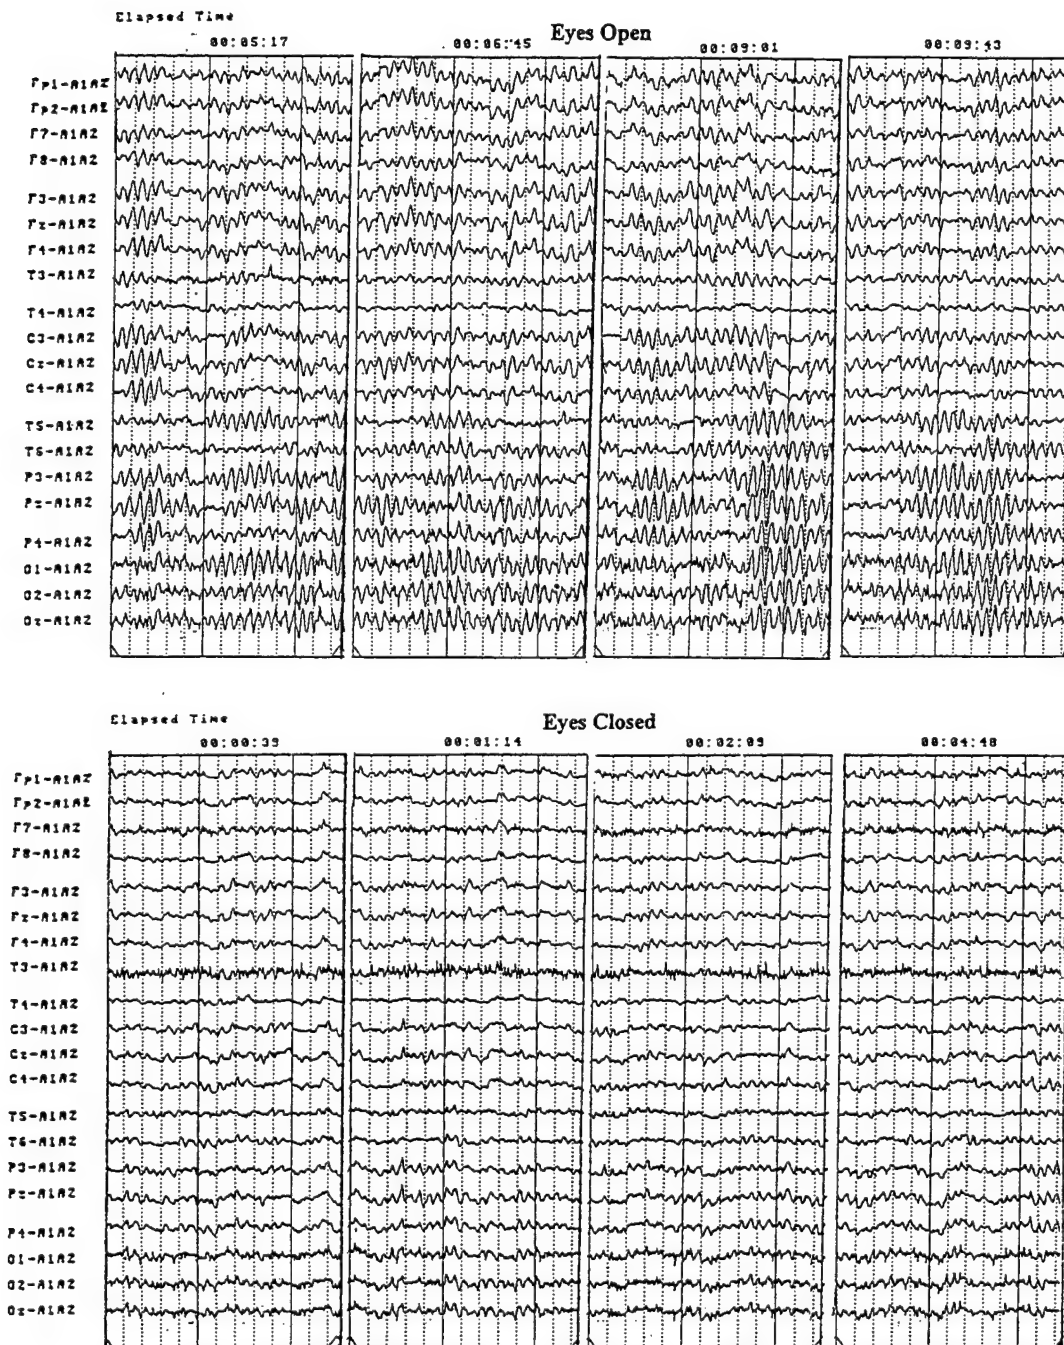 Elapsed Time
Eyes Open
00:05:17 00:06:45 00:09:01 00:09:43
Fp1-A1A2
Fp2-A1A2
F7-A1A2
F8-A1A2
F3-A1A2
Fz-A1A2
F4-A1A2
T3-A1A2
T4-A1A2
C3-A1A2
Cz-A1A2
C4-A1A2
T5-A1A2
T6-A1A2
P3-A1A2
Pz-A1A2
P4-A1A2
O1-A1A2
O2-A1A2
Oz-A1A2
Elapsed Time Eyes Closed
00:00:39 00:01:14 00:02:09 00:04:48
Fp1-A1A2
Fp2-A1A2
F7-A1A2
F8-A1A2
F3-A1A2
Fz-A1A2
F4-A1A2
T3-A1A2
T4-A1A2
C3-A1A2
Cz-A1A2
C4-A1A2
T5-A1A2
T6-A1A2
P3-A1A2
Pz-A1A2
P4-A1A2
O1-A1A2
O2-A1A2
Oz-A1A2